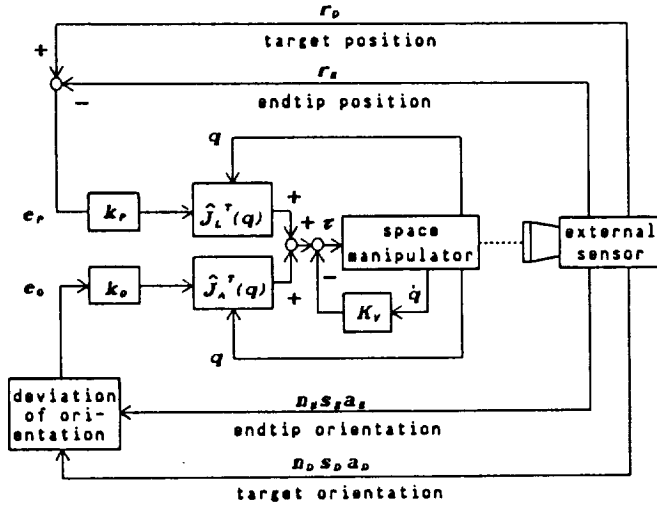 r_D
target position
r_E
endtip position
+
−
q
e_P
k_P
Ĵ_L^T(q)
+
+
τ
space
manipulator
external
sensor
e_O
k_O
Ĵ_A^T(q)
+
−
K_V
q̇
q
deviation
of ori-
entation
n_E s_E a_E
endtip orientation
n_D s_D a_D
target orientation